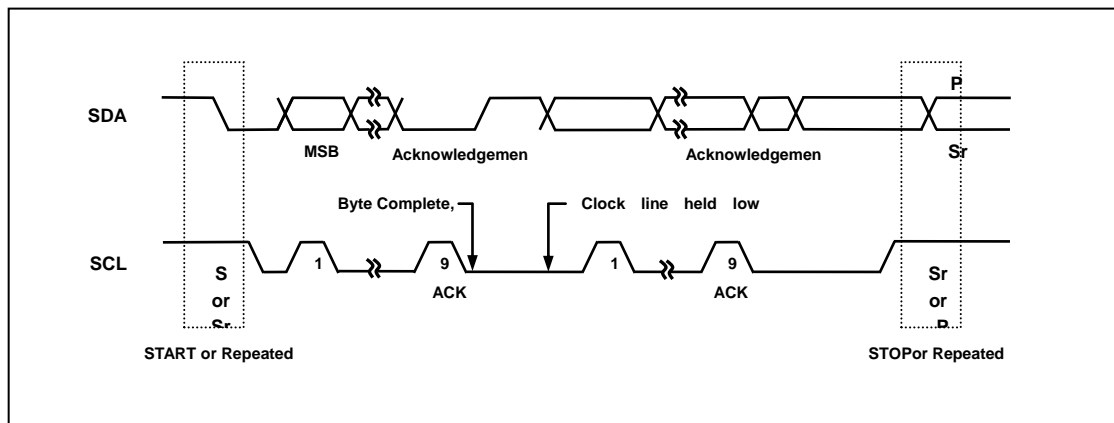 P
SDA
MSB
Acknowledgemen
Acknowledgemen
Sr
Byte Complete,
Clock line held low
SCL
1
9
1
9
S
or
Sr
ACK
ACK
Sr
or
P
START or Repeated
STOPor Repeated